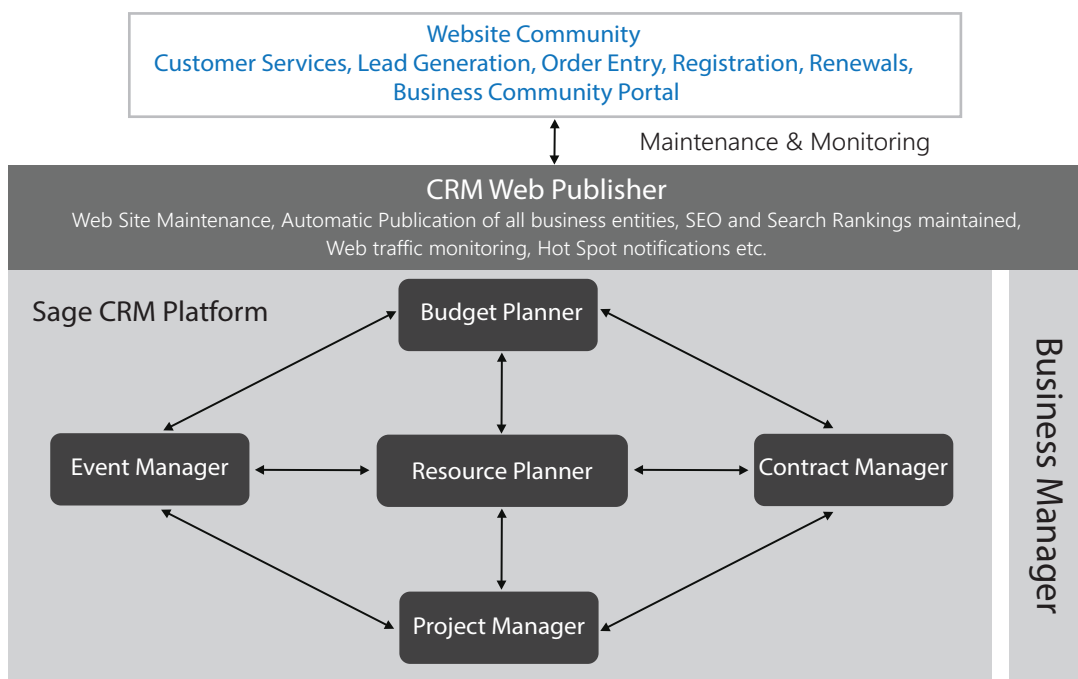 Website Community
Customer Services, Lead Generation, Order Entry, Registration, Renewals,
Business Community Portal
Maintenance & Monitoring
CRM Web Publisher
Web Site Maintenance, Automatic Publication of all business entities, SEO and Search Rankings maintained,
Web traffic monitoring, Hot Spot notifications etc.
Sage CRM Platform
Budget Planner
Event Manager
Resource Planner
Contract Manager
Project Manager
Business Manager